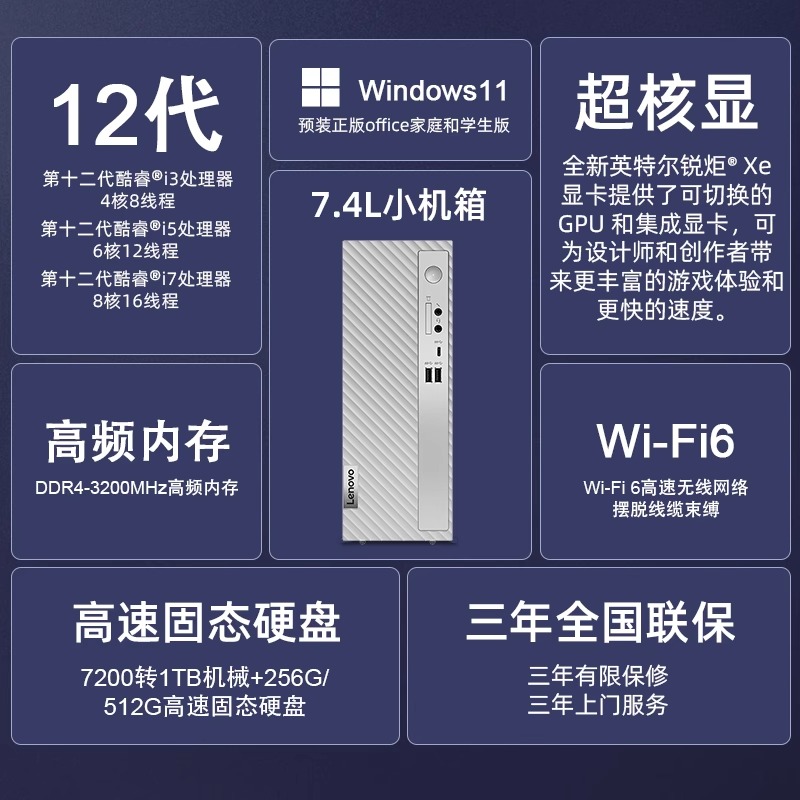 12代
第十二代酷睿®i3处理器
4核8线程
第十二代酷睿®i5处理器
6核12线程
第十二代酷睿®i7处理器
8核16线程
Windows11
预装正版office家庭和学生版
7.4L小机箱
Lenovo
超核显
全新英特尔锐炬® Xe
显卡提供了可切换的
GPU 和集成显卡，可
为设计师和创作者带
来更丰富的游戏体验和
更快的速度。
高频内存
DDR4-3200MHz高频内存
Wi-Fi6
Wi-Fi 6高速无线网络
摆脱线缆束缚
高速固态硬盘
7200转1TB机械+256G/
512G高速固态硬盘
三年全国联保
三年有限保修
三年上门服务